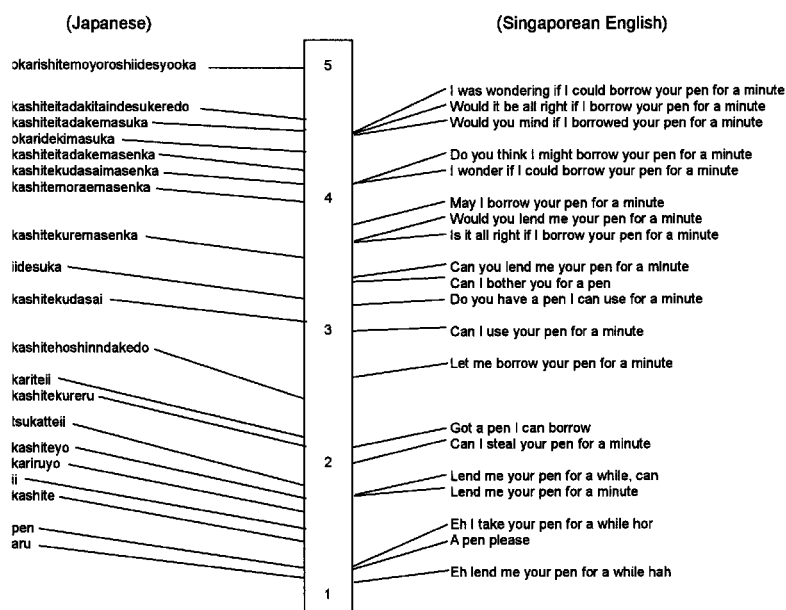 (Japanese)
okarishitemoyoroshiidesyooka
kashiteitadakitaindesukeredo
kashiteitadakemasuka
okaridekimasuka
kashiteitadakemasenka
kashitekudasaimasenka
kashitemoraemasenka
kashitekuremasenka
iidesuka
kashitekudasai
kashitehoshinndakedo
kariteii
kashitekureru
tsukatteii
kashiteyo
kariruyo
ii
kashite
pen
aru
5
4
3
2
1
(Singaporean English)
I was wondering if I could borrow your pen for a minute
Would it be all right if I borrow your pen for a minute
Would you mind if I borrowed your pen for a minute
Do you think I might borrow your pen for a minute
I wonder if I could borrow your pen for a minute
May I borrow your pen for a minute
Would you lend me your pen for a minute
Is it all right if I borrow your pen for a minute
Can you lend me your pen for a minute
Can I bother you for a pen
Do you have a pen I can use for a minute
Can I use your pen for a minute
Let me borrow your pen for a minute
Got a pen I can borrow
Can I steal your pen for a minute
Lend me your pen for a while, can
Lend me your pen for a minute
Eh I take your pen for a while hor
A pen please
Eh lend me your pen for a while hah